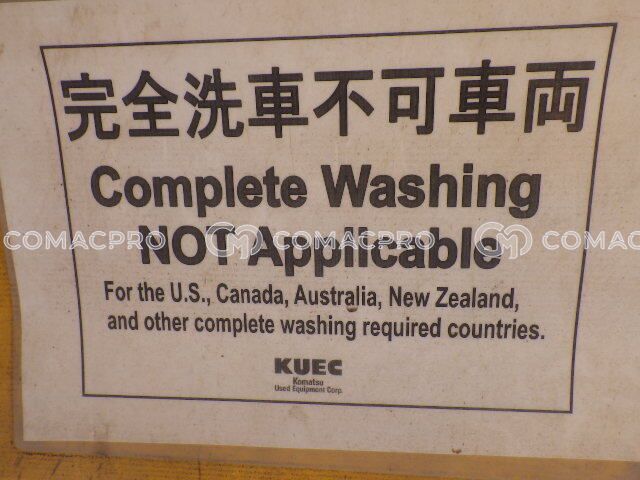 完全洗車不可車両
Complete Washing
NOT Applicable
COMACPRO COMACPRO COMAC
For the U.S., Canada, Australia, New Zealand,
and other complete washing required countries.
KUEC
Komatsu
Used Equipment Corp.